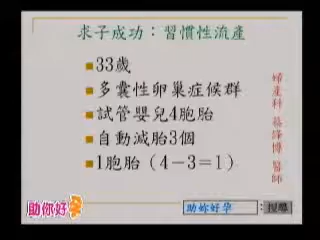 求子成功：習慣性流產
33歲
多囊性卵巢症候群
試管嬰兒4胞胎
自動減胎3個
1胞胎（4－3＝1）
婦產科
博 醫師
助你好孕
助妳好孕：搜尋